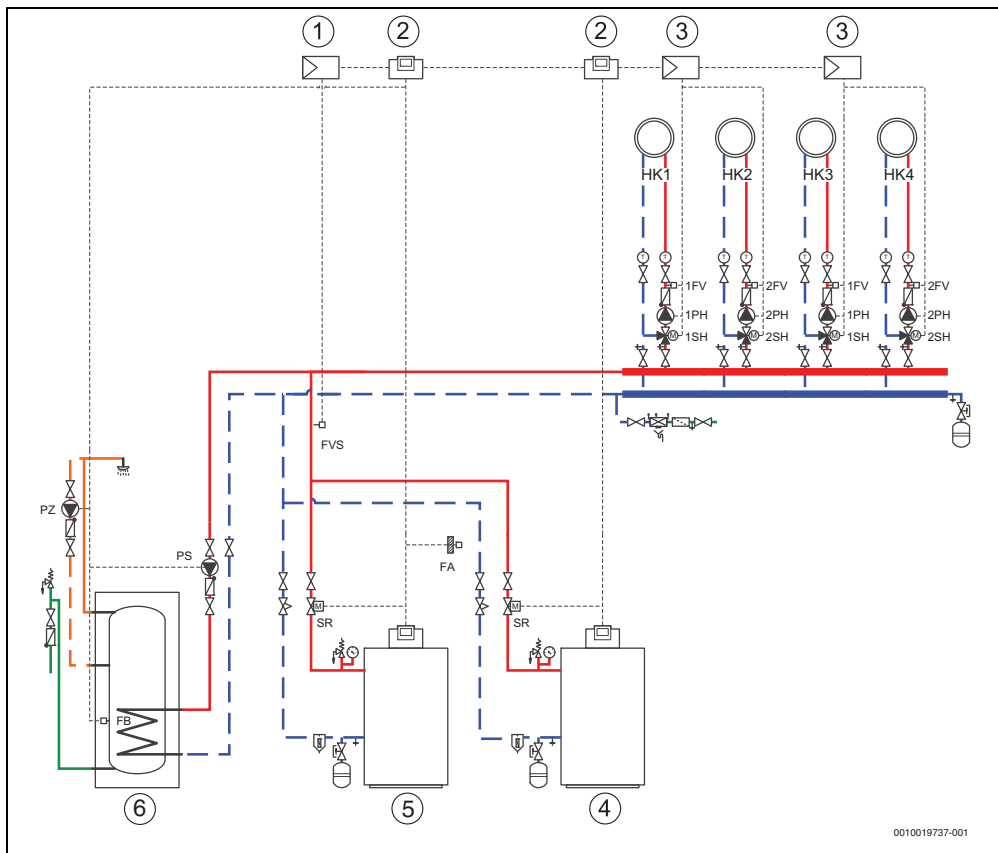 1 2 2 3 3
HK1 HK2 HK3 HK4
T T T T T T T T
1FV 2FV 1FV 2FV
1PH 2PH 1PH 2PH
M 1SH M 2SH M 1SH M 2SH
FVS
PZ
PS
FA
M M
SR SR
FB
6 5 4
0010019737-001